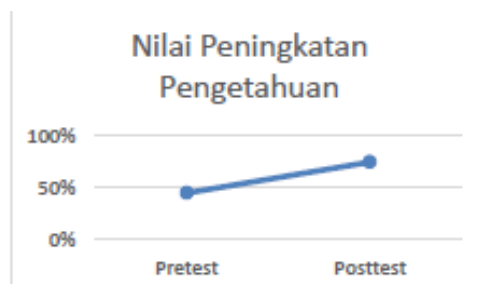 Nilai Peningkatan
Pengetahuan
100%
50%
0%
Pretest Posttest